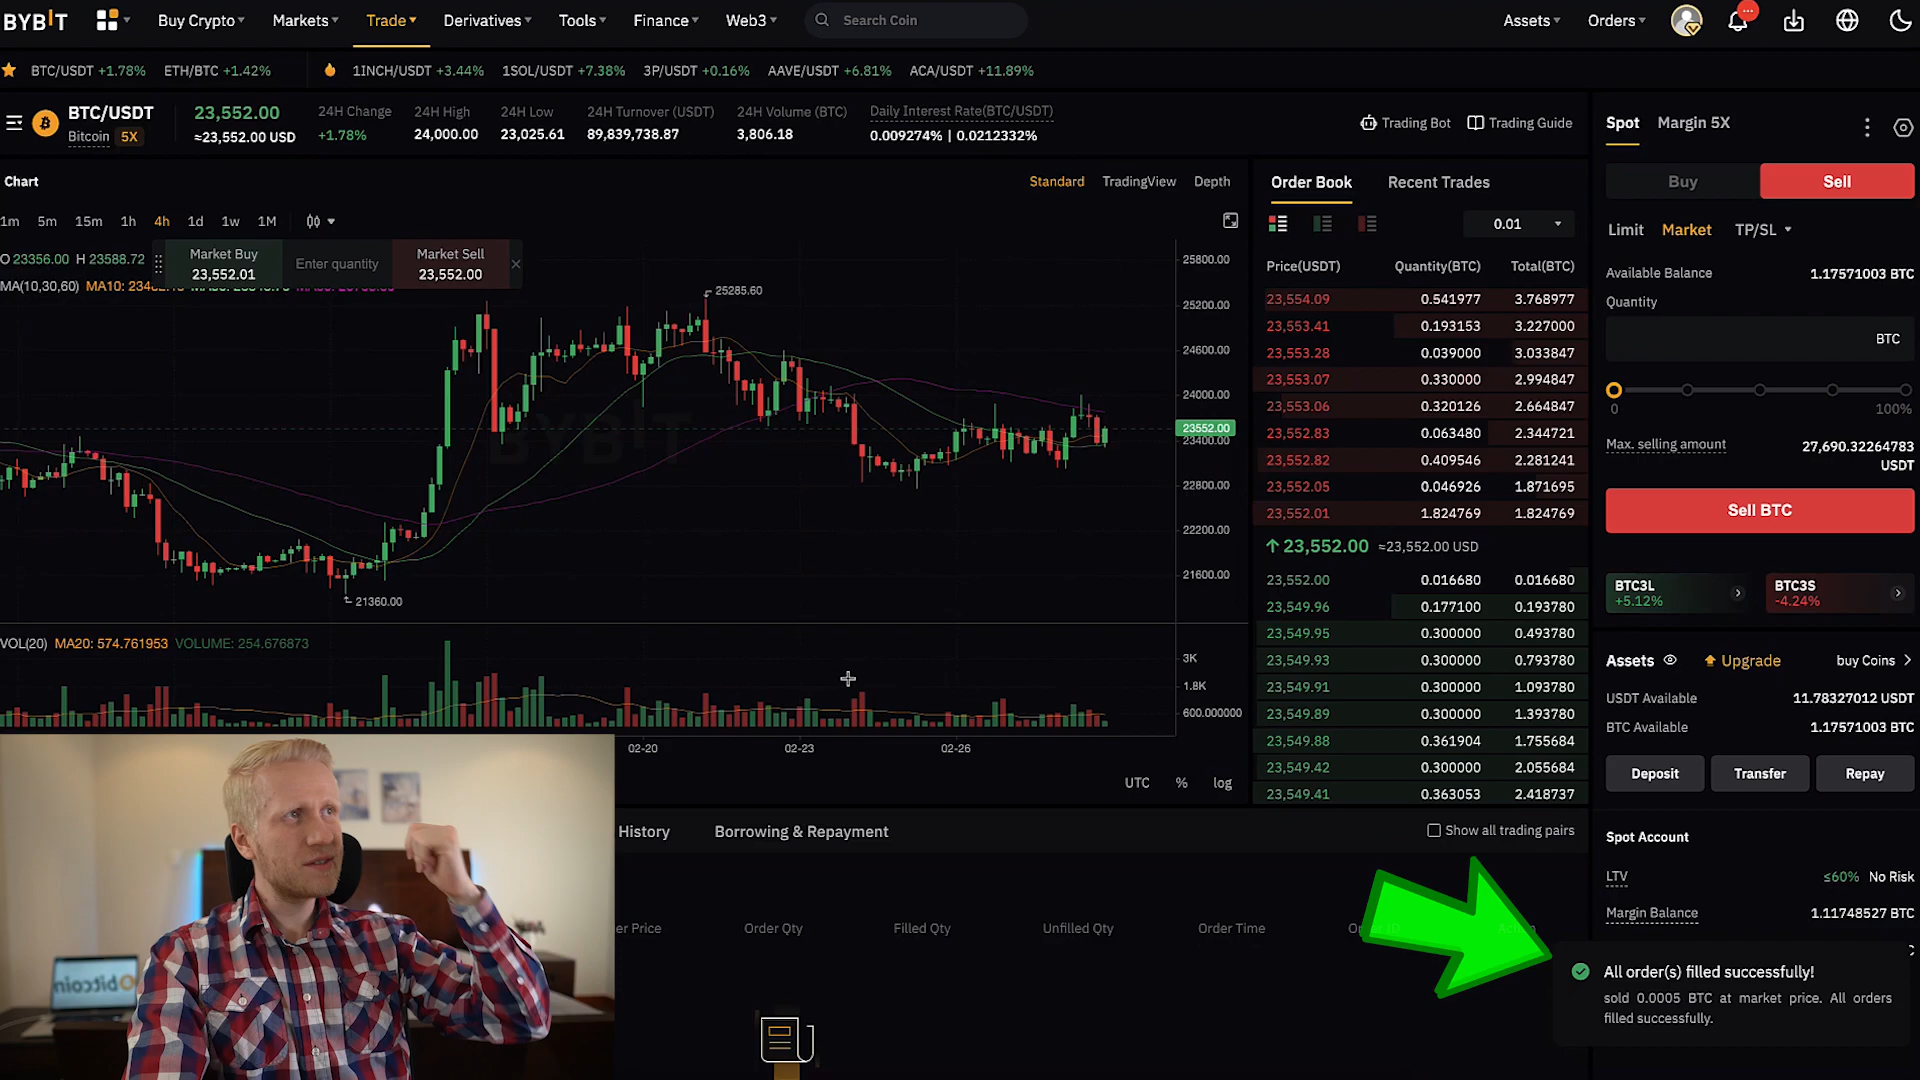 BYBIT
Buy Crypto Markets Trade Derivatives Tools Finance Web3 Search Coin Assets Orders
BTC/USDT +1.78% ETH/BTC +1.42% 1INCH/USDT +3.44% 1SOL/USDT +7.38% 3P/USDT +0.16% AAVE/USDT +6.81% ACA/USDT +11.89%
BTC/USDT
Bitcoin 5X
23,552.00
≈23,552.00 USD
24H Change
+1.78%
24H High
24,000.00
24H Low
23,025.61
24H Turnover (USDT)
89,839,738.87
24H Volume (BTC)
3,806.18
Daily Interest Rate(BTC/USDT)
0.009274% | 0.0212332%
Trading Bot Trading Guide
Chart
Standard TradingView Depth
1m 5m 15m 1h 4h 1d 1w 1M
O 23356.00 H 23588.72
Market Buy
23,552.01
Enter quantity
Market Sell
23,552.00
MA(10,30,60)
25285.60
21360.00
BYBIT
25800.00
25200.00
24600.00
24000.00
23552.00
23400.00
22800.00
22200.00
21600.00
VOL(20) MA20: 574.761953 VOLUME: 254.676873
3K
1.8K
600.000000
02-20 02-23 02-26
UTC % log
Order Book Recent Trades
0.01
Price(USDT) Quantity(BTC) Total(BTC)
23,554.09 0.541977 3.768977
23,553.41 0.193153 3.227000
23,553.28 0.039000 3.033847
23,553.07 0.330000 2.994847
23,553.06 0.320126 2.664847
23,552.83 0.063480 2.344721
23,552.82 0.409546 2.281241
23,552.05 0.046926 1.871695
23,552.01 1.824769 1.824769
23,552.00 ≈23,552.00 USD
23,552.00 0.016680 0.016680
23,549.96 0.177100 0.193780
23,549.95 0.300000 0.493780
23,549.93 0.300000 0.793780
23,549.91 0.300000 1.093780
23,549.89 0.300000 1.393780
23,549.88 0.361904 1.755684
23,549.42 0.300000 2.055684
23,549.41 0.363053 2.418737
Spot Margin 5X
Buy Sell
Limit Market TP/SL
Available Balance 1.17571003 BTC
Quantity
BTC
0 100%
Max. selling amount 27,690.32264783
USDT
Sell BTC
BTC3L
+5.12%
BTC3S
-4.24%
Assets Upgrade buy Coins
USDT Available 11.78327012 USDT
BTC Available 1.17571003 BTC
Deposit Transfer Repay
Spot Account
LTV ≤60% No Risk
Margin Balance 1.11748527 BTC
History Borrowing & Repayment Show all trading pairs
er Price Order Qty Filled Qty Unfilled Qty Order Time
All order(s) filled successfully!
sold 0.0005 BTC at market price. All orders
filled successfully.
bitcoin